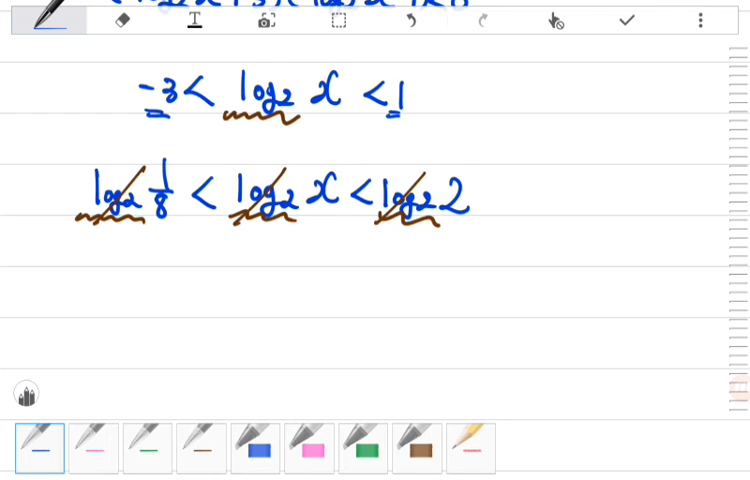 -3 < log₂ x < 1
log₂ 1/8 < log₂ x < log₂ 2